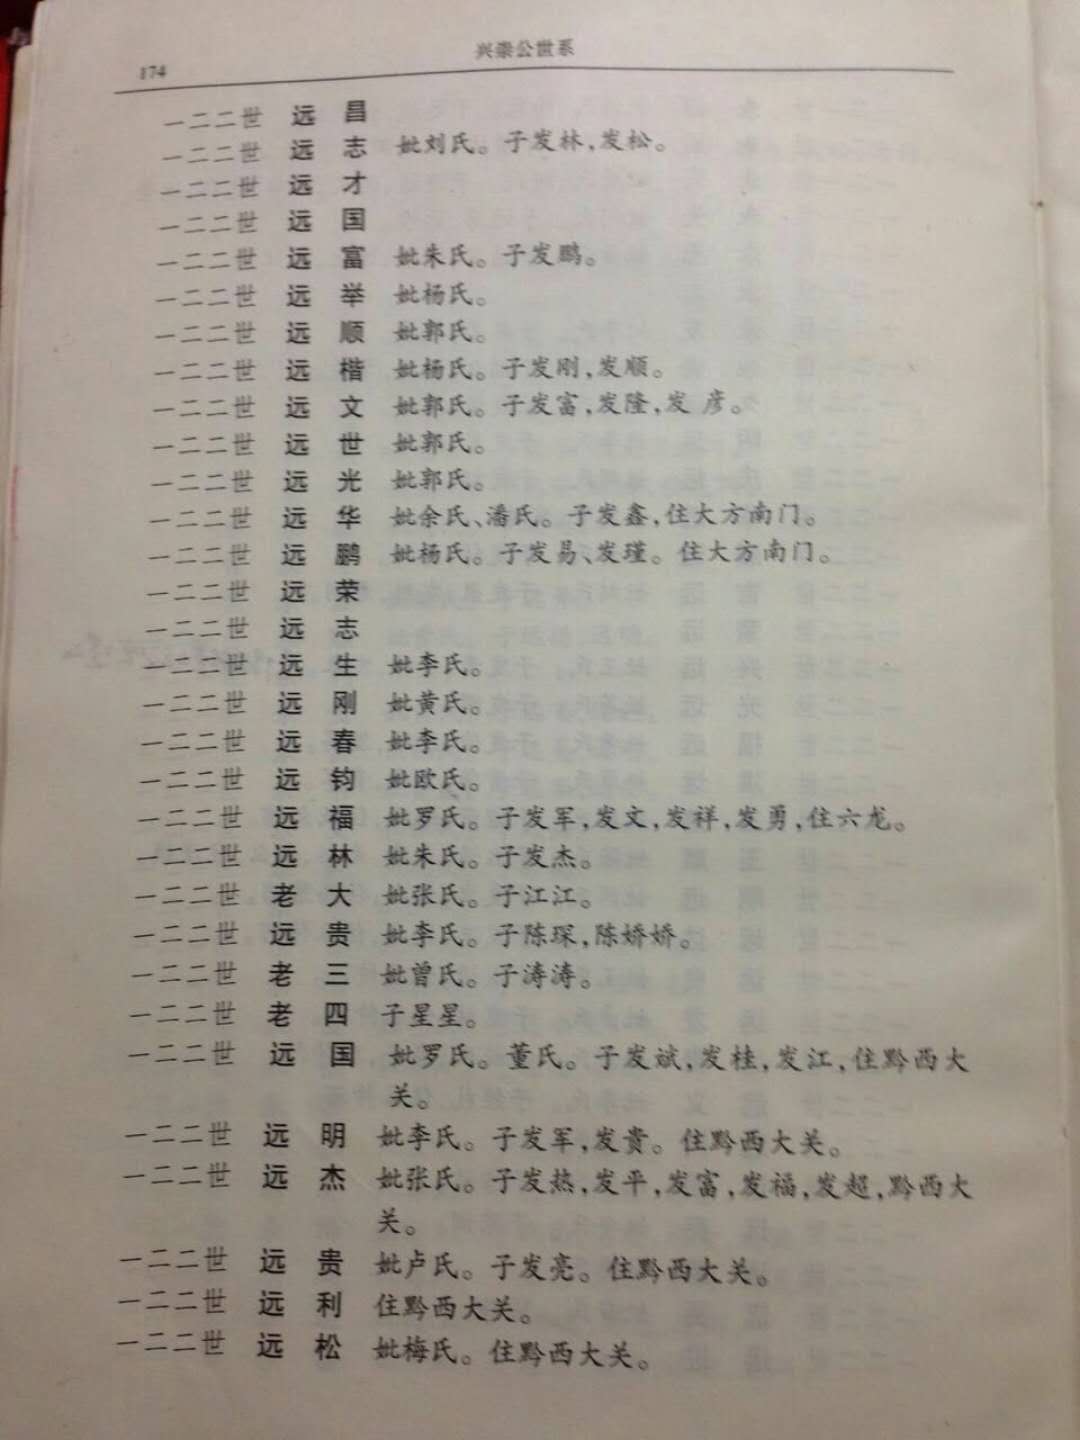 174
兴崇公世系
一二二世 远 昌
一二二世 远 志 妣刘氏。子发林,发松。
一二二世 远 才
一二二世 远 国
一二二世 远 富 妣朱氏。子发鹏。
一二二世 远 举 妣杨氏。
一二二世 远 顺 妣郭氏。
一二二世 远 楷 妣杨氏。子发刚,发顺。
一二二世 远 文 妣郭氏。子发富,发隆,发 彦。
一二二世 远 世 妣郭氏。
一二二世 远 光 妣郭氏。
一二二世 远 华 妣余氏、潘氏。子发鑫,住大方南门。
一二二世 远 鹏 妣杨氏。子发易、发瑾。住大方南门。
一二二世 远 荣
一二二世 远 志
一二二世 远 生 妣李氏。
一二二世 远 刚 妣黄氏。
一二二世 远 春 妣李氏。
一二二世 远 钧 妣欧氏。
一二二世 远 福 妣罗氏。子发军,发文,发祥,发勇,住六龙。
一二二世 远 林 妣朱氏。子发杰。
一二二世 老 大 妣张氏。子江江。
一二二世 远 贵 妣李氏。子陈琛,陈娇娇。
一二二世 老 三 妣曾氏。子涛涛。
一二二世 老 四 子星星。
一二二世 远 国 妣罗氏。董氏。子发斌,发桂,发江,住黔西大
关。
一二二世 远 明 妣李氏。子发军,发贵。住黔西大关。
一二二世 远 杰 妣张氏。子发热,发平,发富,发福,发超,黔西大
关。
一二二世 远 贵 妣卢氏。子发亮。住黔西大关。
一二二世 远 利 住黔西大关。
一二二世 远 松 妣梅氏。住黔西大关。